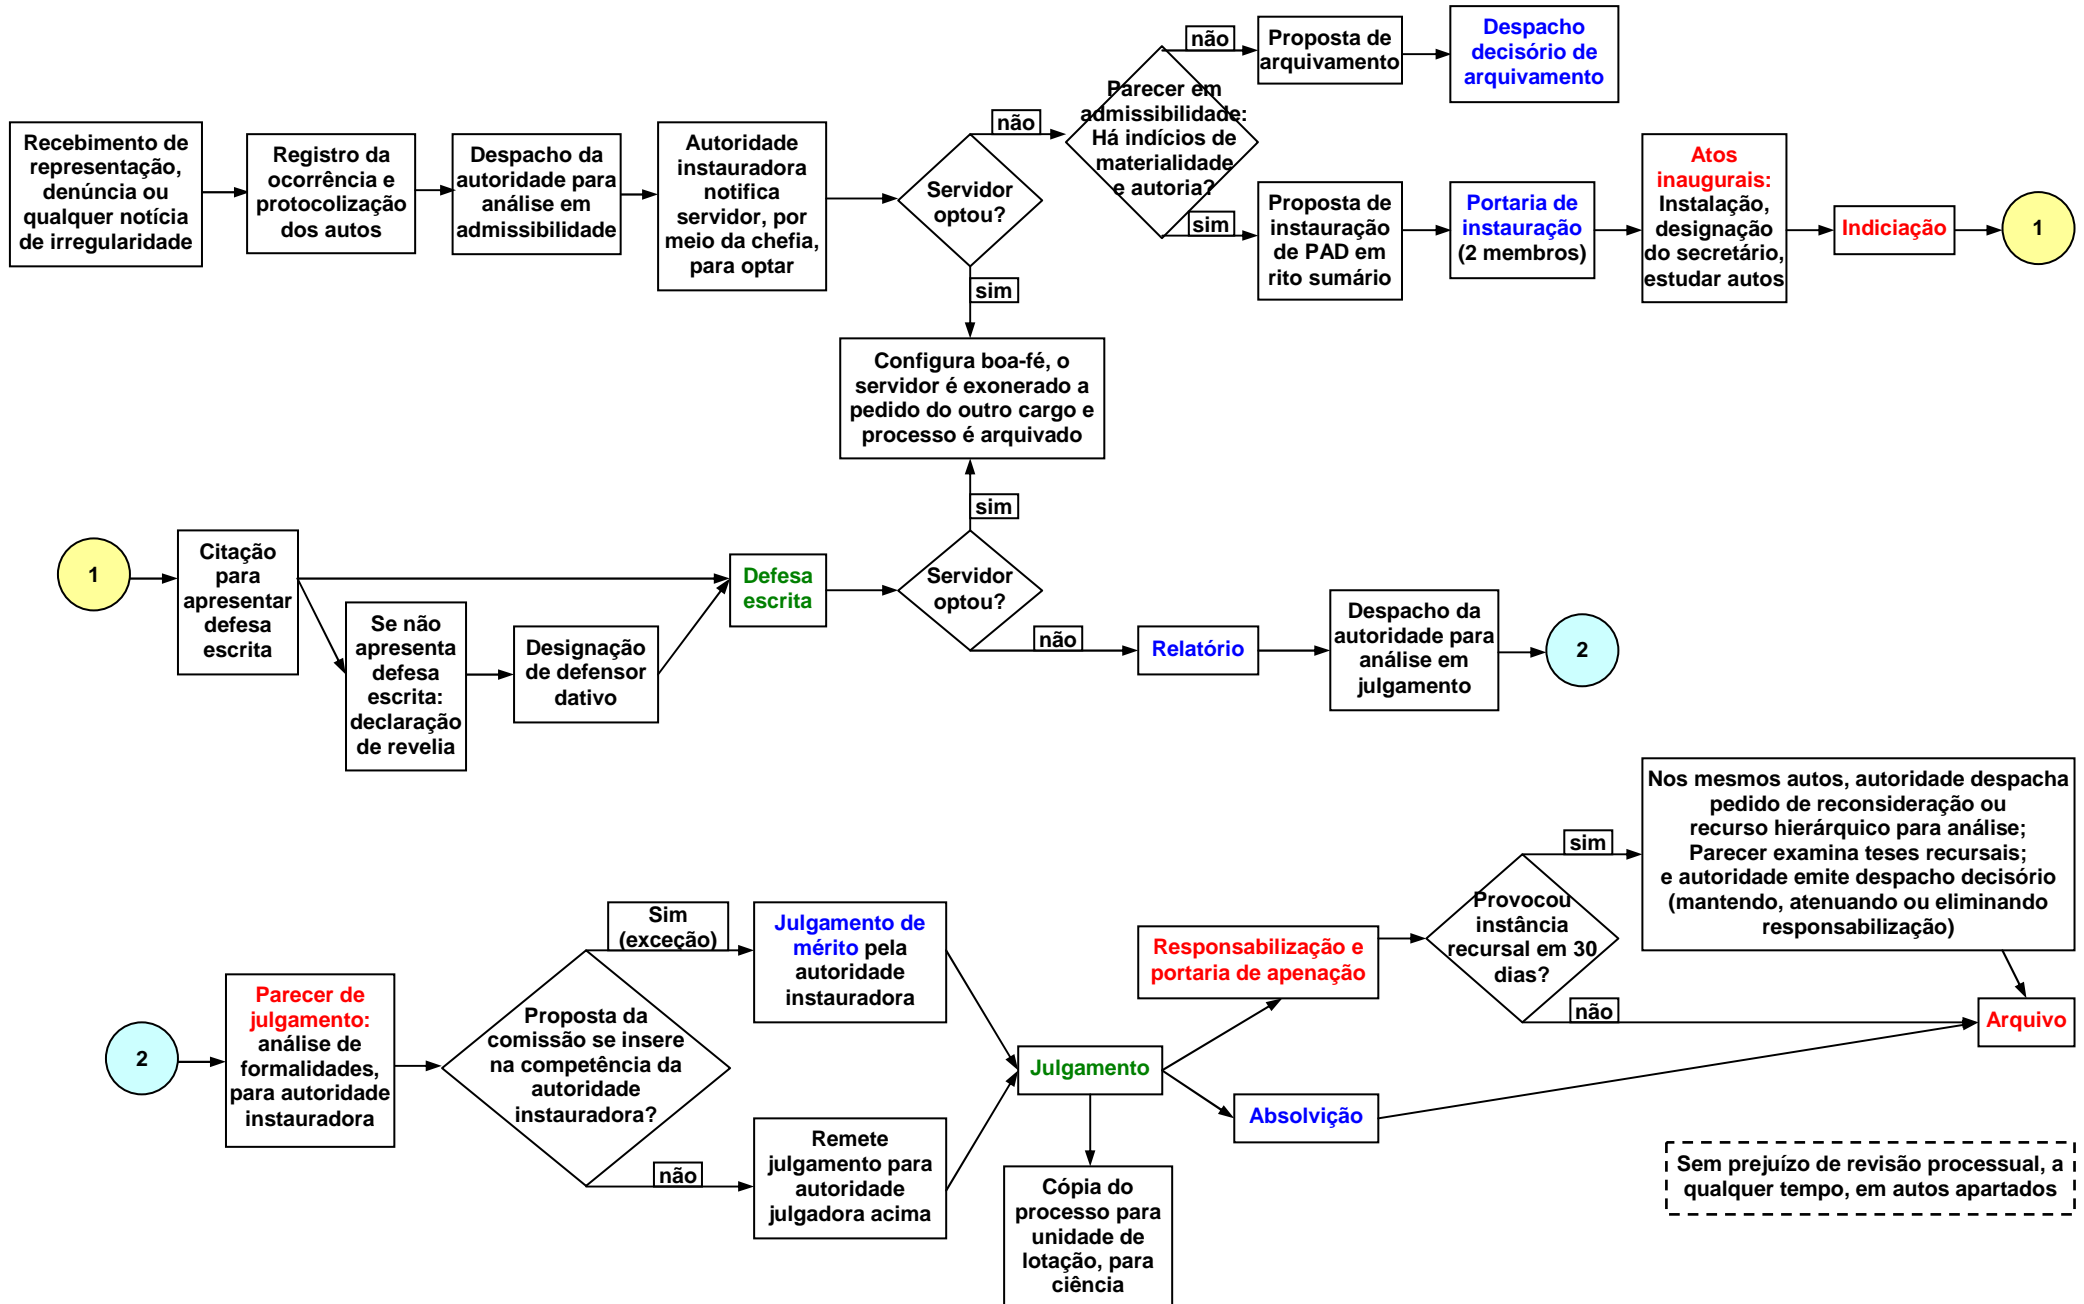 Recebimento de
representação,
denúncia ou
qualquer notícia
de irregularidade
Registro da
ocorrência e
protocolização
dos autos
Despacho da
autoridade para
análise em
admissibilidade
Autoridade
instauradora
notifica
servidor, por
meio da chefia,
para optar
Servidor
optou?
não
sim
Parecer em
admissibilidade:
Há indícios de
materialidade
e autoria?
não
Proposta de
arquivamento
Despacho
decisório de
arquivamento
sim
Proposta de
instauração
de PAD em
rito sumário
Portaria de
instauração
(2 membros)
Atos
inaugurais:
Instalação,
designação
do secretário,
estudar autos
Indiciação
1
Configura boa-fé, o
servidor é exonerado a
pedido do outro cargo e
processo é arquivado
sim
1
Citação
para
apresentar
defesa
escrita
Se não
apresenta
defesa
escrita:
declaração
de revelia
Designação
de defensor
dativo
Defesa
escrita
Servidor
optou?
não
Relatório
Despacho da
autoridade para
análise em
julgamento
2
2
Parecer de
julgamento:
análise de
formalidades,
para autoridade
instauradora
Proposta da
comissão se insere
na competência da
autoridade
instauradora?
Sim
(exceção)
Julgamento de
mérito pela
autoridade
instauradora
não
Remete
julgamento para
autoridade
julgadora acima
Julgamento
Cópia do
processo para
unidade de
lotação, para
ciência
Responsabilização e
portaria de apenação
Absolvição
Provocou
instância
recursal em 30
dias?
sim
Nos mesmos autos, autoridade despacha
pedido de reconsideração ou
recurso hierárquico para análise;
Parecer examina teses recursais;
e autoridade emite despacho decisório
(mantendo, atenuando ou eliminando
responsabilização)
não
Arquivo
Sem prejuízo de revisão processual, a
qualquer tempo, em autos apartados